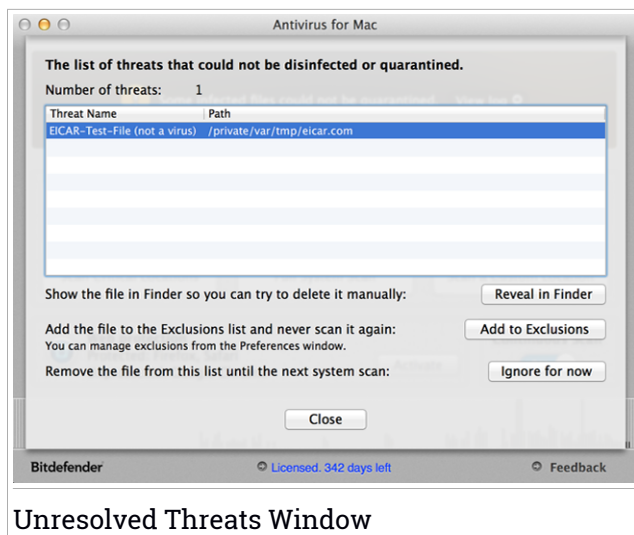 Antivirus for Mac
The list of threats that could not be disinfected or quarantined.
Number of threats: 1
Threat Name Path
EICAR-Test-File (not a virus) /private/var/tmp/eicar.com
Show the file in Finder so you can try to delete it manually: Reveal in Finder
Add the file to the Exclusions list and never scan it again: Add to Exclusions
You can manage exclusions from the Preferences window.
Remove the file from this list until the next system scan: Ignore for now
Close
Bitdefender Licensed. 342 days left Feedback
Unresolved Threats Window